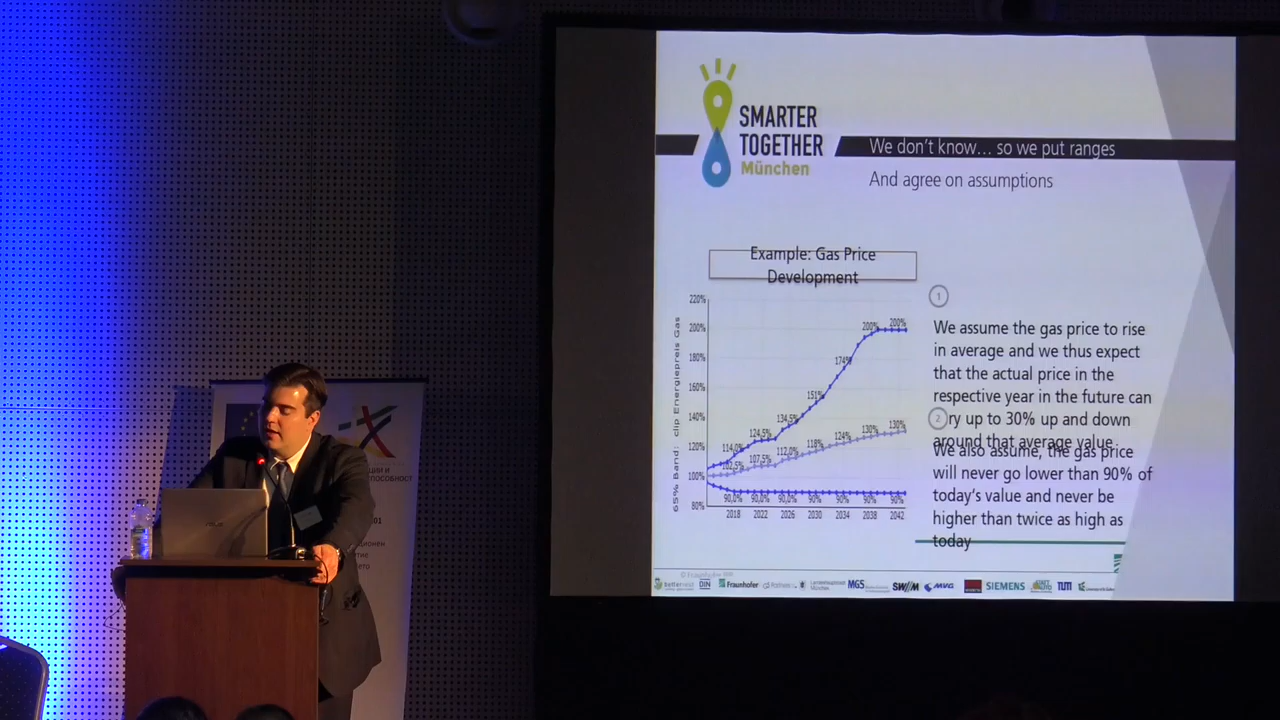 SMARTER
TOGETHER
München
We don't know... so we put ranges
And agree on assumptions
Example: Gas Price
Development
220%
200%
180%
160%
140%
120%
100%
80%
200% 200%
174%
151%
134,5%
124,5%
114,0%
102,5% 107,5% 112,0% 118% 124% 130% 130%
90,0% 90,0% 90,0% 90% 90% 90% 90%
2018 2022 2026 2030 2034 2038 2042
1
We assume the gas price to rise
in average and we thus expect
that the actual price in the
respective year in the future can
ry up to 30% up and down
around that average value
2
We also assume, the gas price
will never go lower than 90% of
today's value and never be
higher than twice as high as
today
© Fraunhofer
DIN
Fraunhofer
Landeshauptstadt
München
MGS
SWM
MVG
SIEMENS
TUM
ASUS